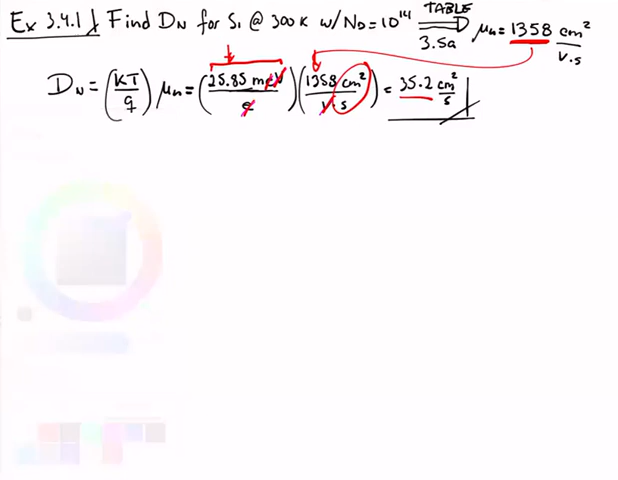 Ex 3.4.1 Find DN for Si @ 300K w/ ND = 10^14 TABLE 3.5a ⇒ μn = 1358 cm²/V.s
DN = (KT/q) μn = (25.85 meV/e)(1358 cm²/V.s) = 35.2 cm²/s